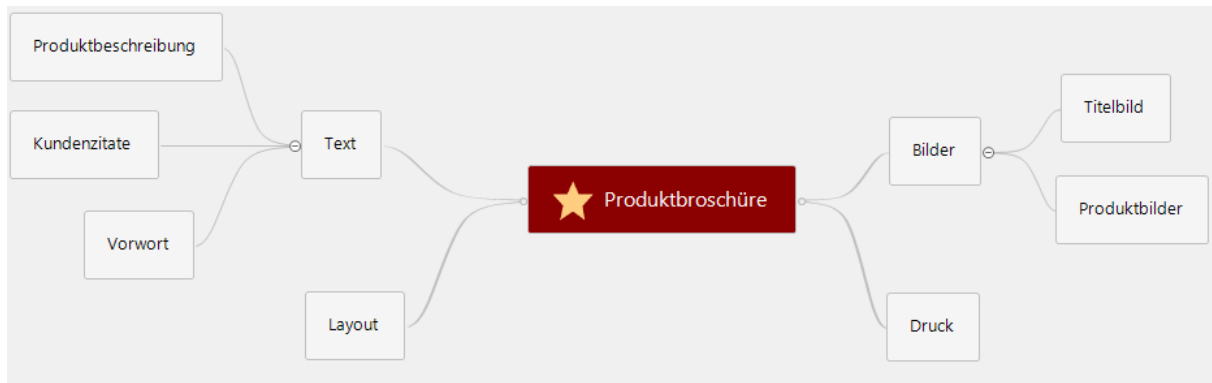 Produktbeschreibung
Kundenzitate
Vorwort
Text
Layout
Produktbroschüre
Bilder
Titelbild
Produktbilder
Druck